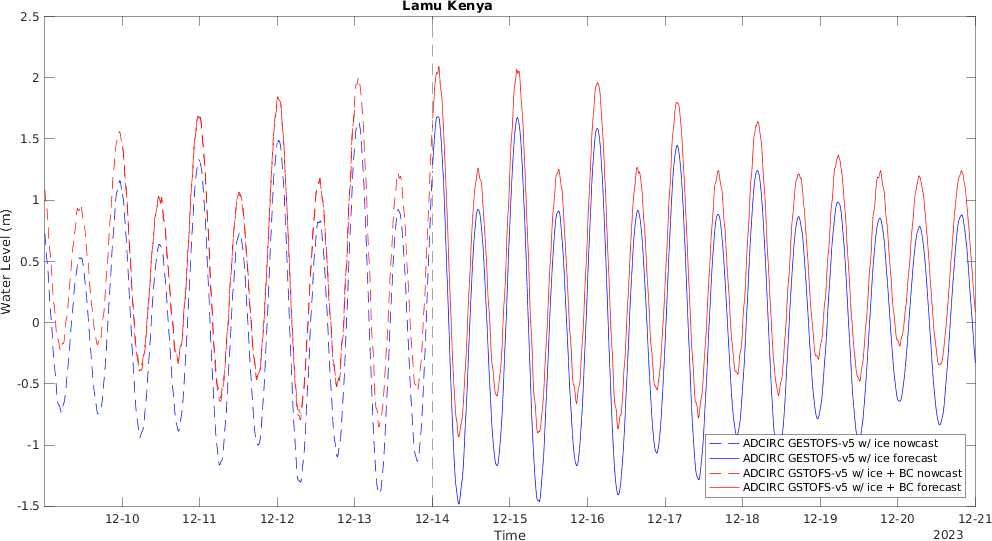 Lamu Kenya
2.5
2
1.5
1
0.5
0
-0.5
-1
-1.5
Water Level (m)
12-10 12-11 12-12 12-13 12-14 12-15 12-16 12-17 12-18 12-19 12-20 12-21
Time
2023
ADCIRC GESTOFS-v5 w/ ice nowcast
ADCIRC GESTOFS-v5 w/ ice forecast
ADCIRC GSTOFS-v5 w/ ice + BC nowcast
ADCIRC GSTOFS-v5 w/ ice + BC forecast